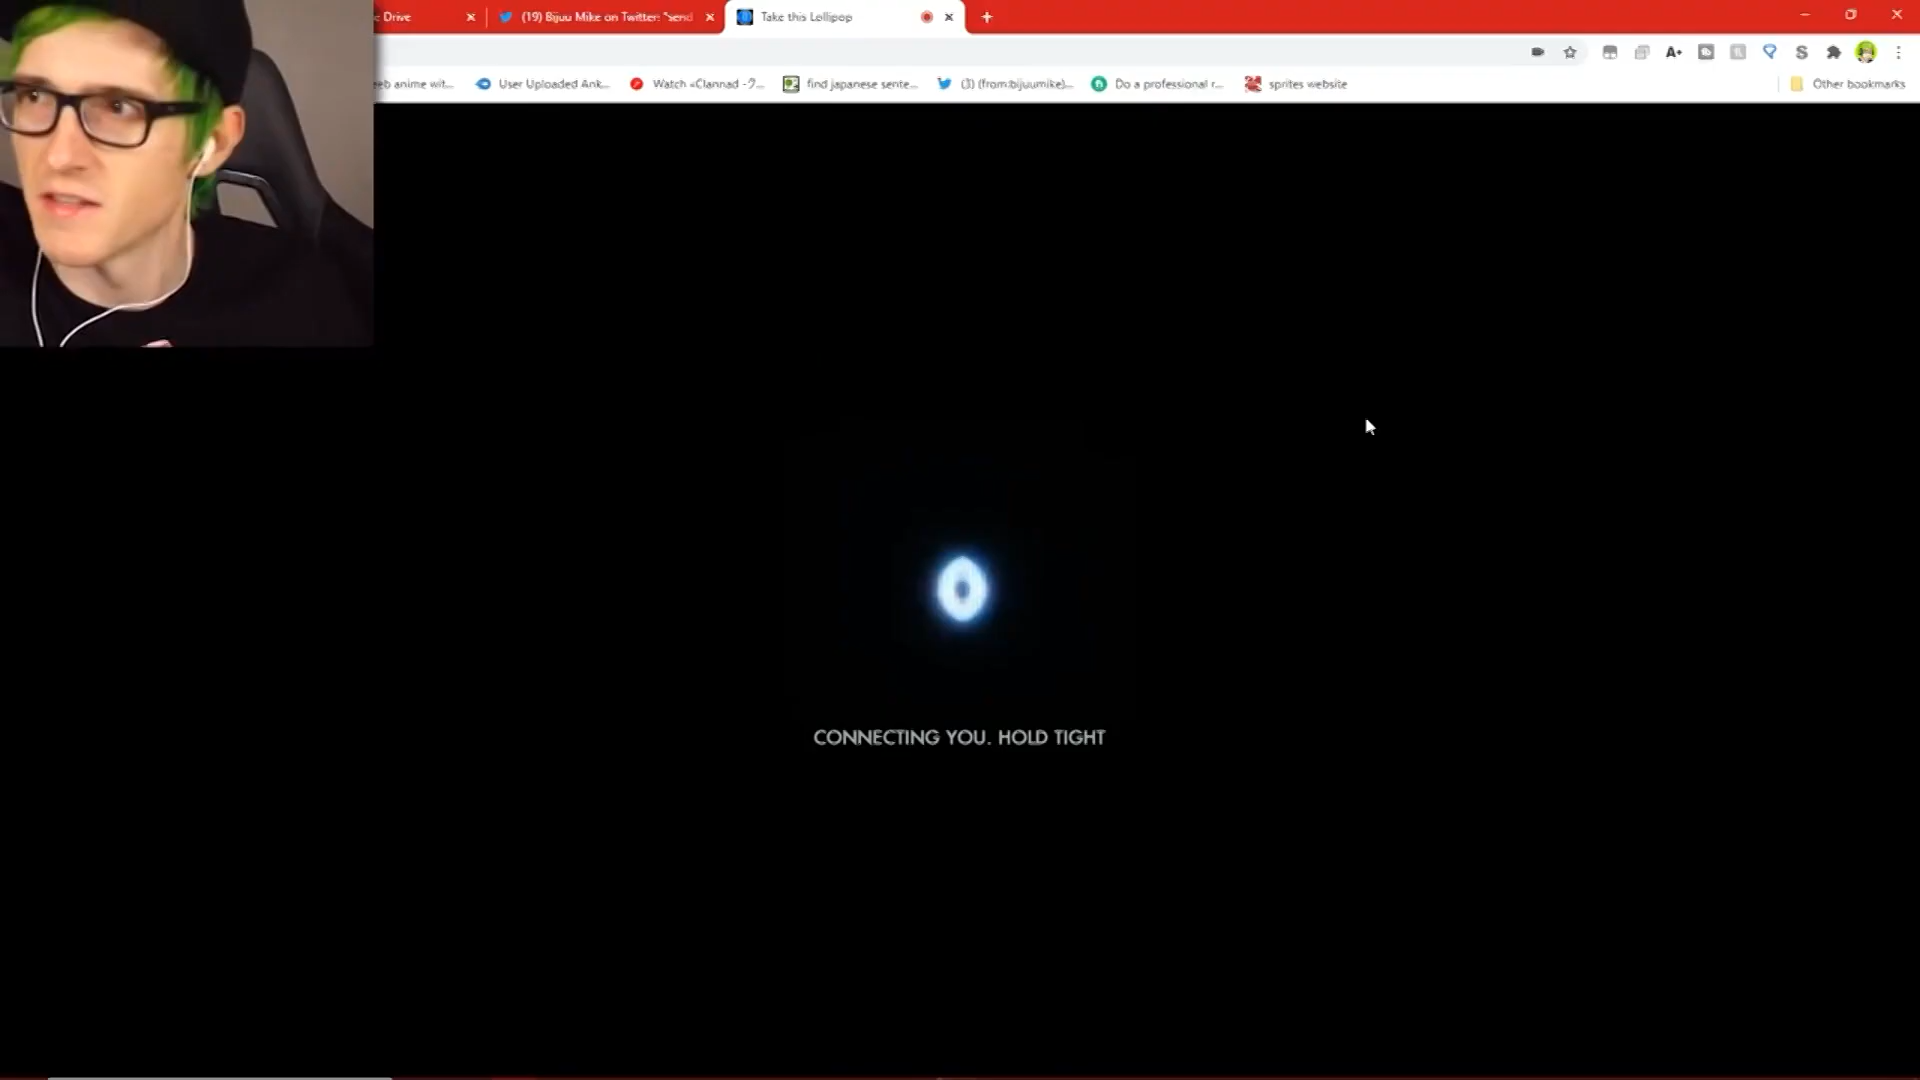 e Drive
(19) Bijuu Mike on Twitter: "send
Take this Lollipop
eb anime wit...
User Uploaded Ank...
Watch «Clannad -ク...
find japanese sente...
(3) (from:bijuumike)...
Do a professional r...
sprites website
Other bookmarks
CONNECTING YOU. HOLD TIGHT